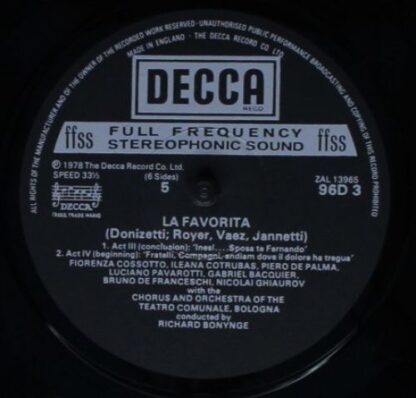 ALL RIGHTS OF THE MANUFACTURER AND OF THE OWNER OF THE RECORDED WORK RESERVED · UNAUTHORISED PUBLIC PERFORMANCE BROADCASTING AND COPYING OF THIS RECORD PROHIBITED
MADE IN ENGLAND · THE DECCA RECORD CO LTD
DECCA
REGD
ffss FULL FREQUENCY STEREOPHONIC SOUND ffss
℗ 1978 The Decca Record Co. Ltd.
SPEED 33⅓
(6 Sides)
5
ZAL 13965
96D 3
DECCA
TRADE MARK
LA FAVORITA
(Donizetti; Royer, Vaez, Jannetti)
1. Act III (conclusion): "Ines!....Sposa te Fernando"
2. Act IV (beginning): "Fratelli, Compagni, andiam dove il dolore ha tregua"
FIORENZA COSSOTTO, ILEANA COTRUBAS, PIERO DE PALMA,
LUCIANO PAVAROTTI, GABRIEL BACQUIER,
BRUNO DE FRANCESCHI, NICOLAI GHIAUROV
with the
CHORUS AND ORCHESTRA OF THE
TEATRO COMUNALE, BOLOGNA
conducted by
RICHARD BONYNGE